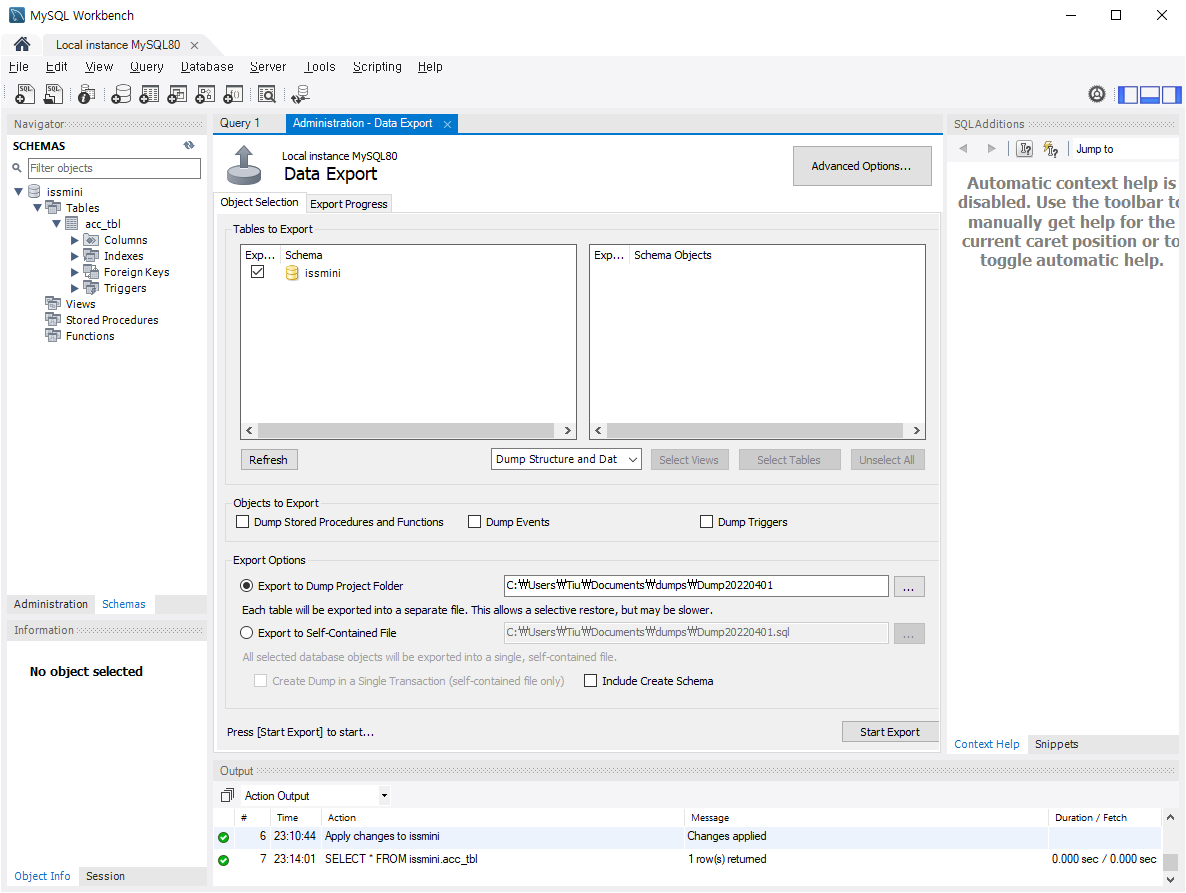 MySQL Workbench
Local instance MySQL80
File Edit View Query Database Server Tools Scripting Help
Navigator
SCHEMAS
Filter objects
issmini
Tables
acc_tbl
Columns
Indexes
Foreign Keys
Triggers
Views
Stored Procedures
Functions
Administration Schemas
Information
No object selected
Object Info Session
Query 1 Administration - Data Export
Local instance MySQL80
Data Export
Advanced Options...
Object Selection Export Progress
Tables to Export
Exp... Schema
issmini
Exp... Schema Objects
Refresh Dump Structure and Dat Select Views Select Tables Unselect All
Objects to Export
Dump Stored Procedures and Functions Dump Events Dump Triggers
Export Options
Export to Dump Project Folder C:₩Users₩Tiu₩Documents₩dumps₩Dump20220401 ...
Each table will be exported into a separate file. This allows a selective restore, but may be slower.
Export to Self-Contained File C:₩Users₩Tiu₩Documents₩dumps₩Dump20220401.sql ...
All selected database objects will be exported into a single, self-contained file.
Create Dump in a Single Transaction (self-contained file only) Include Create Schema
Press [Start Export] to start... Start Export
SQLAdditions
Jump to
Automatic context help is
disabled. Use the toolbar to
manually get help for the
current caret position or to
toggle automatic help.
Context Help Snippets
Output
Action Output
# Time Action Message Duration / Fetch
6 23:10:44 Apply changes to issmini Changes applied
7 23:14:01 SELECT * FROM issmini.acc_tbl 1 row(s) returned 0.000 sec / 0.000 sec